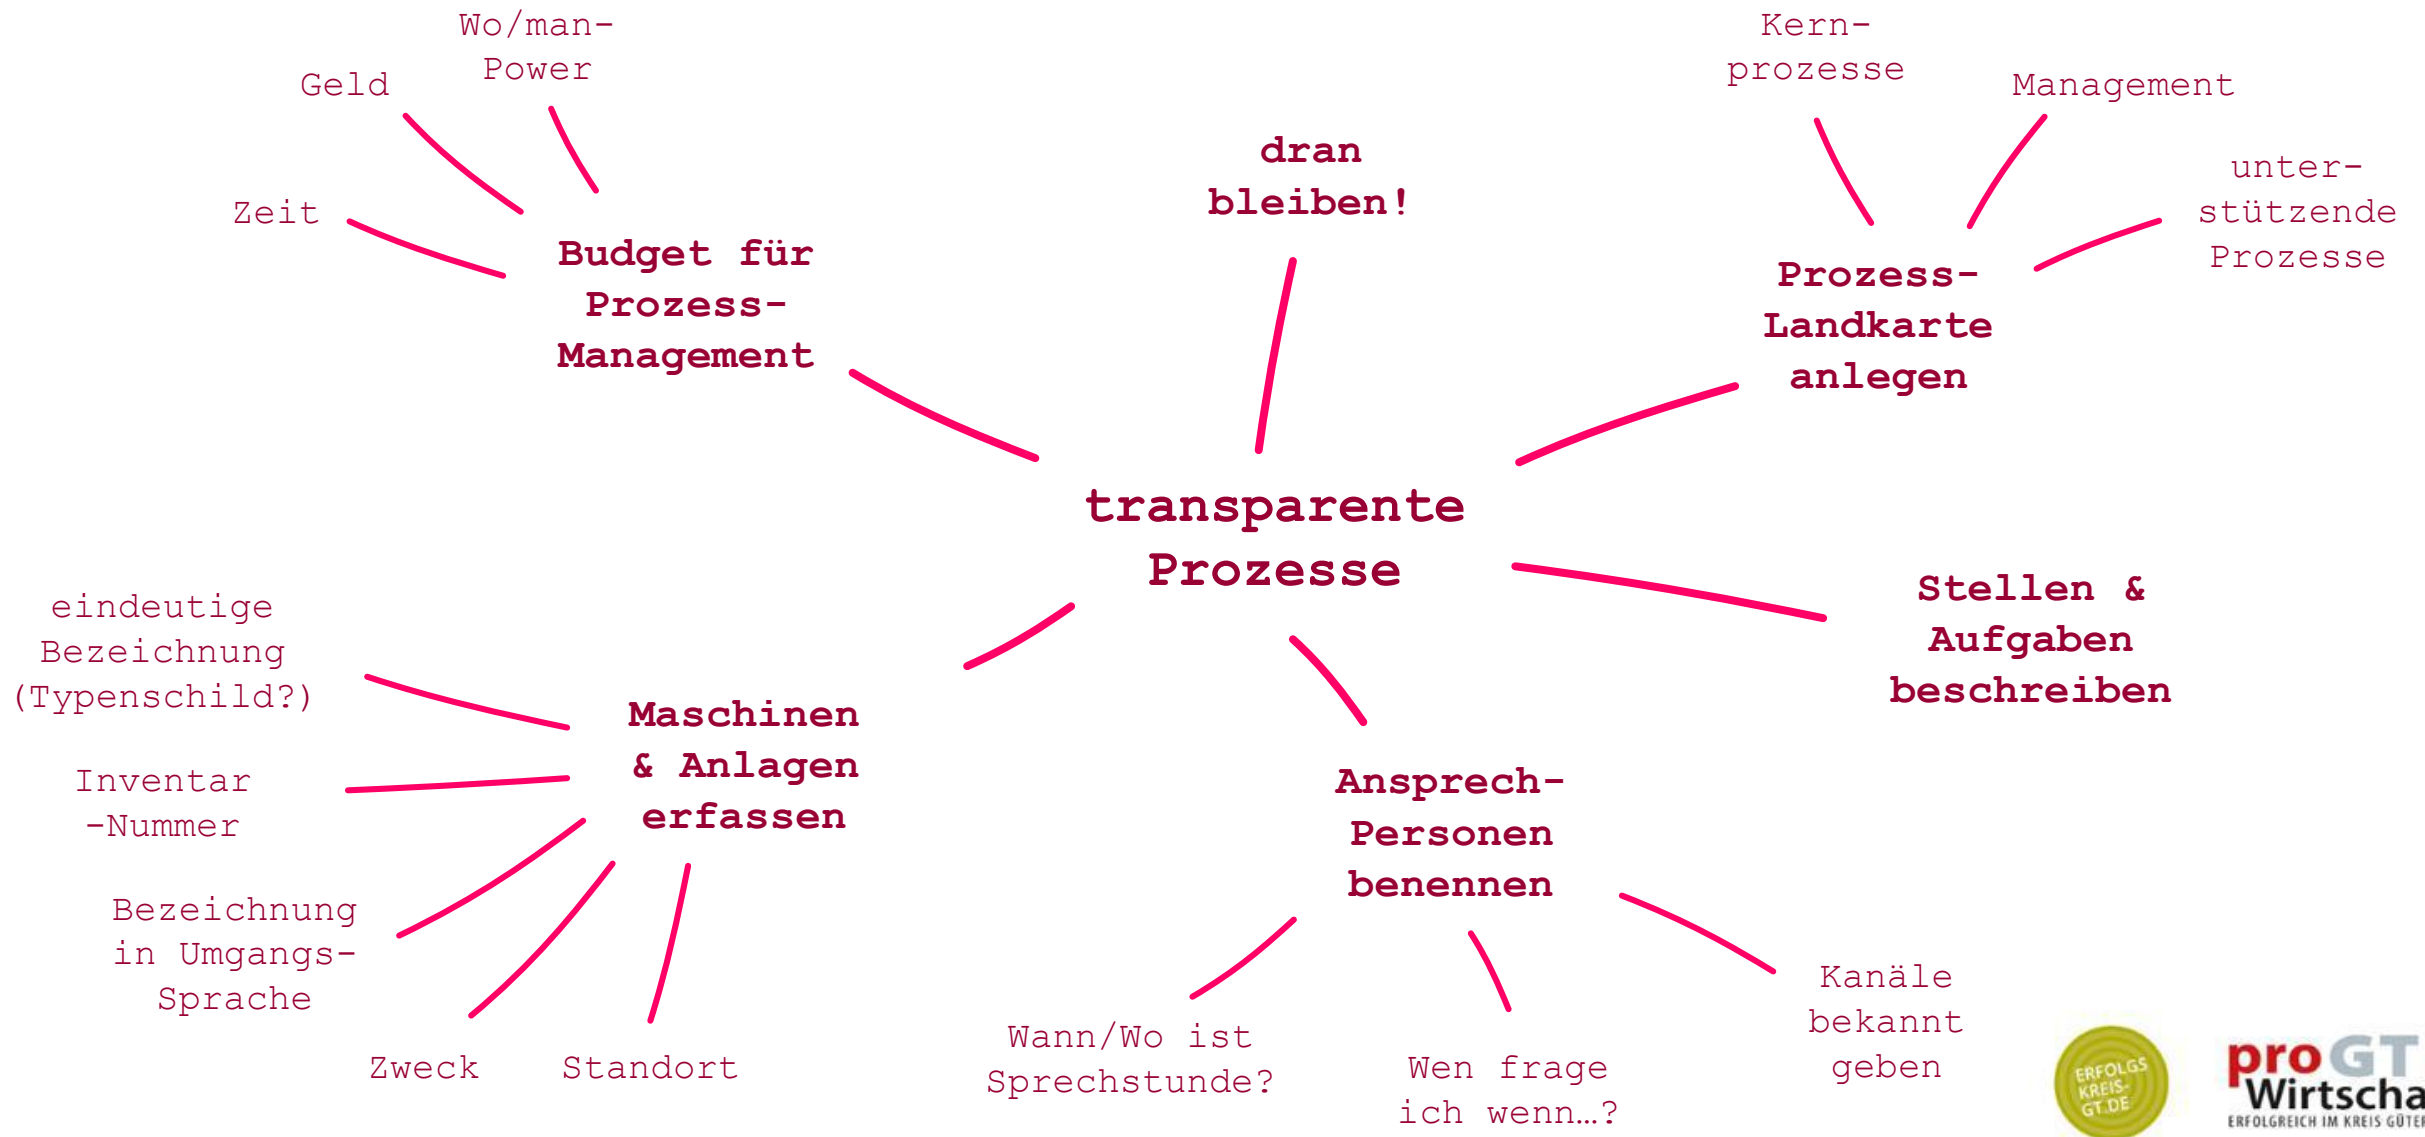 Wo/man-
Power
Geld
Zeit
Budget für
Prozess-
Management
dran
bleiben!
Kern-
prozesse
Management
unter-
stützende
Prozesse
Prozess-
Landkarte
anlegen
transparente
Prozesse
Stellen &
Aufgaben
beschreiben
eindeutige
Bezeichnung
(Typenschild?)
Inventar
-Nummer
Bezeichnung
in Umgangs-
Sprache
Zweck
Standort
Maschinen
& Anlagen
erfassen
Ansprech-
Personen
benennen
Wann/Wo ist
Sprechstunde?
Wen frage
ich wenn…?
Kanäle
bekannt
geben
ERFOLGS
KREIS-
GT.DE
pro GT
Wirtscha
ERFOLGREICH IM KREIS GÜTER